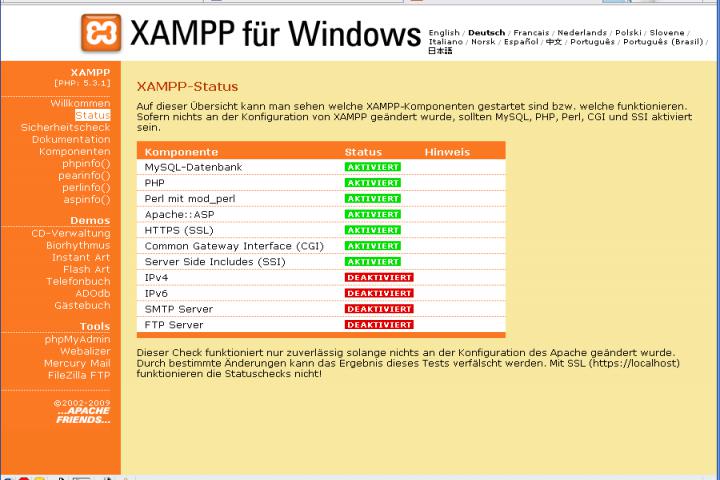 XAMPP für Windows
English / Deutsch / Francais / Nederlands / Polski / Slovene /
Italiano / Norsk / Español / 中文 / Português / Português (Brasil) /
日本語
XAMPP
[PHP: 5.3.1]
Willkommen
Status
Sicherheitscheck
Dokumentation
Komponenten
phpinfo()
pearinfo()
perlinfo()
aspinfo()
Demos
CD-Verwaltung
Biorhythmus
Instant Art
Flash Art
Telefonbuch
ADOdb
Gästebuch
Tools
phpMyAdmin
Webalizer
Mercury Mail
FileZilla FTP
©2002-2009
...APACHE
FRIENDS...
XAMPP-Status
Auf dieser Übersicht kann man sehen welche XAMPP-Komponenten gestartet sind bzw. welche funktionieren.
Sofern nichts an der Konfiguration von XAMPP geändert wurde, sollten MySQL, PHP, Perl, CGI und SSI aktiviert
sein.
Komponente Status Hinweis
MySQL-Datenbank AKTIVIERT
PHP AKTIVIERT
Perl mit mod_perl AKTIVIERT
Apache::ASP AKTIVIERT
HTTPS (SSL) AKTIVIERT
Common Gateway Interface (CGI) AKTIVIERT
Server Side Includes (SSI) AKTIVIERT
IPv4 DEAKTIVIERT
IPv6 DEAKTIVIERT
SMTP Server DEAKTIVIERT
FTP Server DEAKTIVIERT
Dieser Check funktioniert nur zuverlässig solange nichts an der Konfiguration des Apache geändert wurde.
Durch bestimmte Änderungen kann das Ergebnis dieses Tests verfälscht werden. Mit SSL (https://localhost)
funktionieren die Statuschecks nicht!